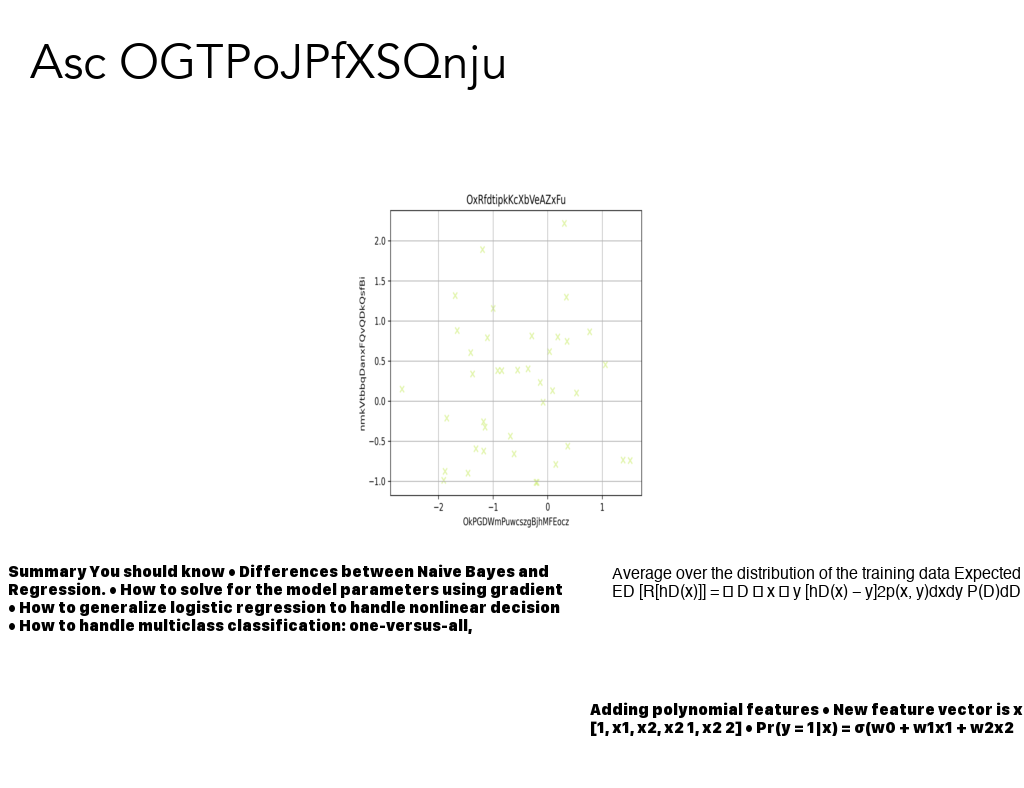 Asc OGTPoJPfXSQnju
OxRfdtipkKcXbVeAZxFu
2.0
1.5
1.0
0.5
0.0
−0.5
−1.0
nmkVtbbqDanxFQvQDkQsfBi
−2 −1 0 1
OkPGDWmPuwcszgBjhMFEocz
Summary You should know • Differences between Naive Bayes and
Regression. • How to solve for the model parameters using gradient
• How to generalize logistic regression to handle nonlinear decision
• How to handle multiclass classification: one-versus-all,
Average over the distribution of the training data Expected
ED [R[hD(x)]] = □ D □ x □ y [hD(x) − y]2p(x, y)dxdy P(D)dD
Adding polynomial features • New feature vector is x
[1, x1, x2, x2 1, x2 2] • Pr(y = 1|x) = σ(w0 + w1x1 + w2x2